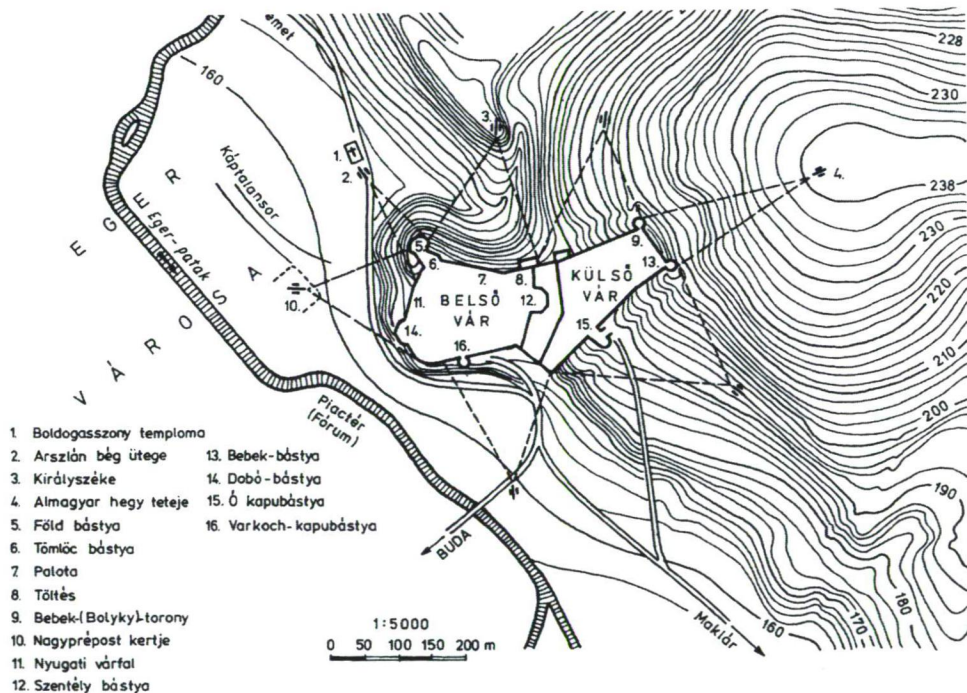 amet
160
228
230
238
230
220
210
200
190
180
170
160
1.
2.
3.
4.
5.
6.
7.
8.
9.
10.
11.
12.
13.
14.
15.
16.
Káptalansor
EGER
VÁROSA
Eger-patak
BELSŐ
VÁR
KÜLSŐ
VÁR
Piactér
(Fórum)
BUDA
Maklár
1. Boldogasszony temploma
2. Arszlán bég ütege
3. Királyszéke
4. Almagyar hegy teteje
5. Föld bástya
6. Tömlöc bástya
7. Palota
8. Töltés
9. Bebek-(Bolyky)-torony
10. Nagyprépost kertje
11. Nyugati várfal
12. Szentély bástya
13. Bebek-bástya
14. Dobó-bástya
15. Ó kapubástya
16. Varkoch-kapubástya
1:5000
0 50 100 150 200 m